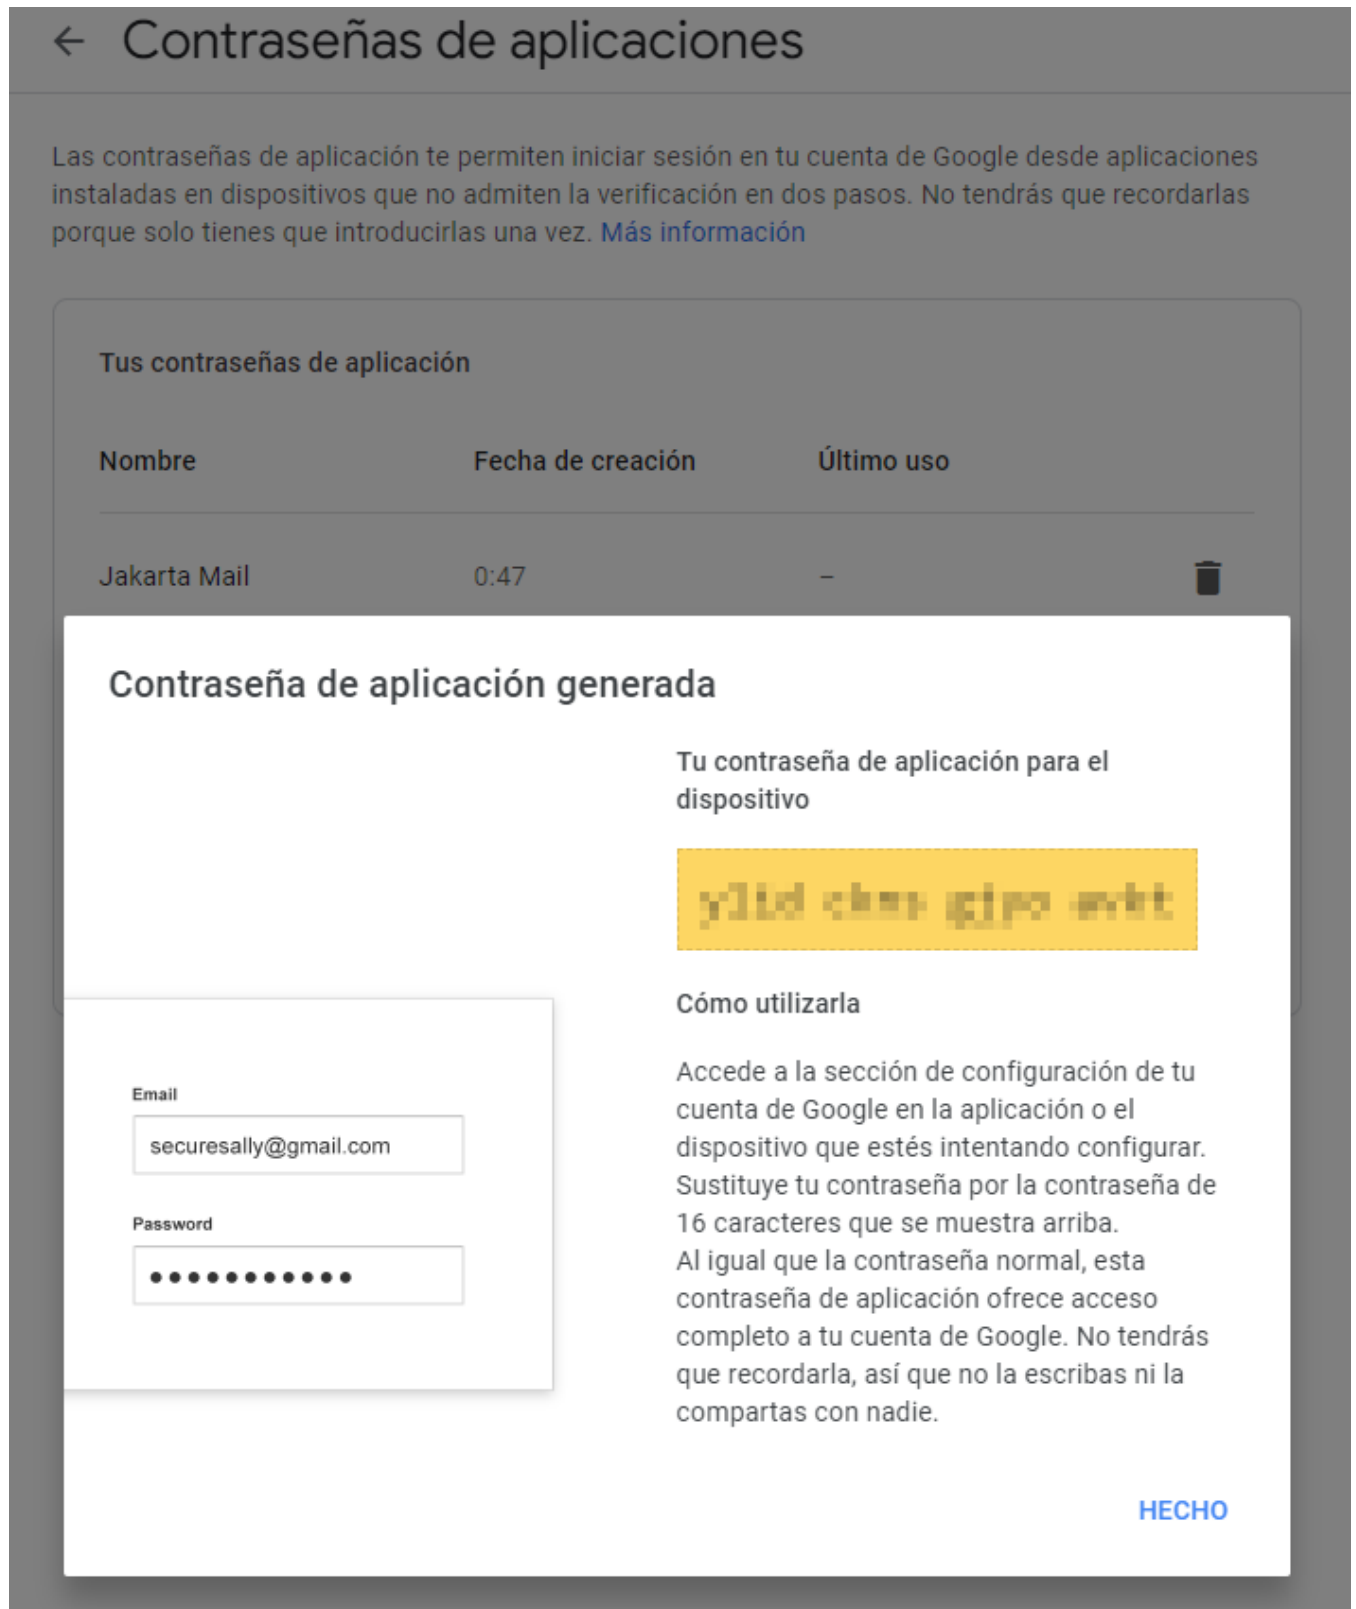 Contraseñas de aplicaciones
Las contraseñas de aplicación te permiten iniciar sesión en tu cuenta de Google desde aplicaciones
instaladas en dispositivos que no admiten la verificación en dos pasos. No tendrás que recordarlas
porque solo tienes que introducirlas una vez. Más información
Tus contraseñas de aplicación
Nombre Fecha de creación Último uso
Jakarta Mail 0:47 –
Contraseña de aplicación generada
Tu contraseña de aplicación para el
dispositivo
Cómo utilizarla
Accede a la sección de configuración de tu
cuenta de Google en la aplicación o el
dispositivo que estés intentando configurar.
Sustituye tu contraseña por la contraseña de
16 caracteres que se muestra arriba.
Al igual que la contraseña normal, esta
contraseña de aplicación ofrece acceso
completo a tu cuenta de Google. No tendrás
que recordarla, así que no la escribas ni la
compartas con nadie.
Email
securesally@gmail.com
Password
●●●●●●●●●●●
HECHO